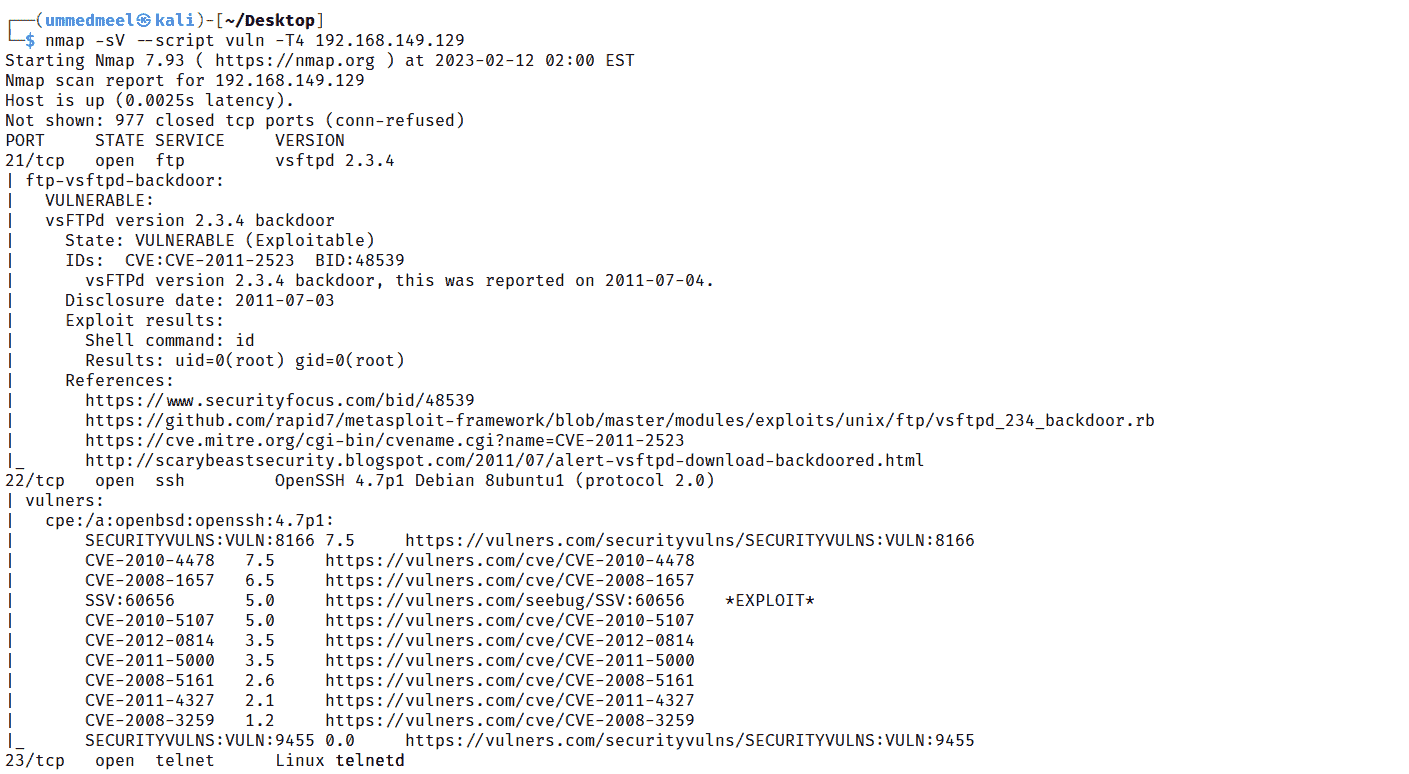 ┌──(ummedmeel㉿kali)-[~/Desktop]
└─$ nmap -sV --script vuln -T4 192.168.149.129
Starting Nmap 7.93 ( https://nmap.org ) at 2023-02-12 02:00 EST
Nmap scan report for 192.168.149.129
Host is up (0.0025s latency).
Not shown: 977 closed tcp ports (conn-refused)
PORT     STATE SERVICE     VERSION
21/tcp   open  ftp         vsftpd 2.3.4
| ftp-vsftpd-backdoor:
|   VULNERABLE:
|   vsFTPd version 2.3.4 backdoor
|     State: VULNERABLE (Exploitable)
|     IDs:  CVE:CVE-2011-2523  BID:48539
|       vsFTPd version 2.3.4 backdoor, this was reported on 2011-07-04.
|     Disclosure date: 2011-07-03
|     Exploit results:
|       Shell command: id
|       Results: uid=0(root) gid=0(root)
|     References:
|       https://www.securityfocus.com/bid/48539
|       https://github.com/rapid7/metasploit-framework/blob/master/modules/exploits/unix/ftp/vsftpd_234_backdoor.rb
|       https://cve.mitre.org/cgi-bin/cvename.cgi?name=CVE-2011-2523
|_      http://scarybeastsecurity.blogspot.com/2011/07/alert-vsftpd-download-backdoored.html
22/tcp   open  ssh         OpenSSH 4.7p1 Debian 8ubuntu1 (protocol 2.0)
| vulners:
|   cpe:/a:openbsd:openssh:4.7p1:
|       SECURITYVULNS:VULN:8166 7.5     https://vulners.com/securityvulns/SECURITYVULNS:VULN:8166
|       CVE-2010-4478   7.5     https://vulners.com/cve/CVE-2010-4478
|       CVE-2008-1657   6.5     https://vulners.com/cve/CVE-2008-1657
|       SSV:60656       5.0     https://vulners.com/seebug/SSV:60656    *EXPLOIT*
|       CVE-2010-5107   5.0     https://vulners.com/cve/CVE-2010-5107
|       CVE-2012-0814   3.5     https://vulners.com/cve/CVE-2012-0814
|       CVE-2011-5000   3.5     https://vulners.com/cve/CVE-2011-5000
|       CVE-2008-5161   2.6     https://vulners.com/cve/CVE-2008-5161
|       CVE-2011-4327   2.1     https://vulners.com/cve/CVE-2011-4327
|       CVE-2008-3259   1.2     https://vulners.com/cve/CVE-2008-3259
|_      SECURITYVULNS:VULN:9455 0.0     https://vulners.com/securityvulns/SECURITYVULNS:VULN:9455
23/tcp   open  telnet      Linux telnetd